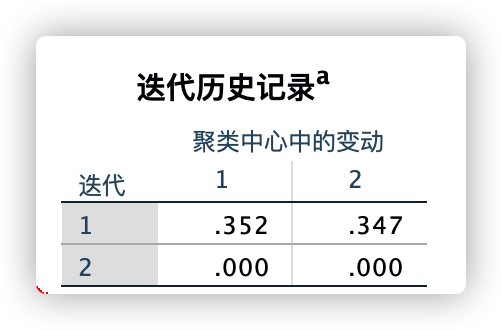 迭代历史记录a
聚类中心中的变动
迭代 1 2
1 .352 .347
2 .000 .000